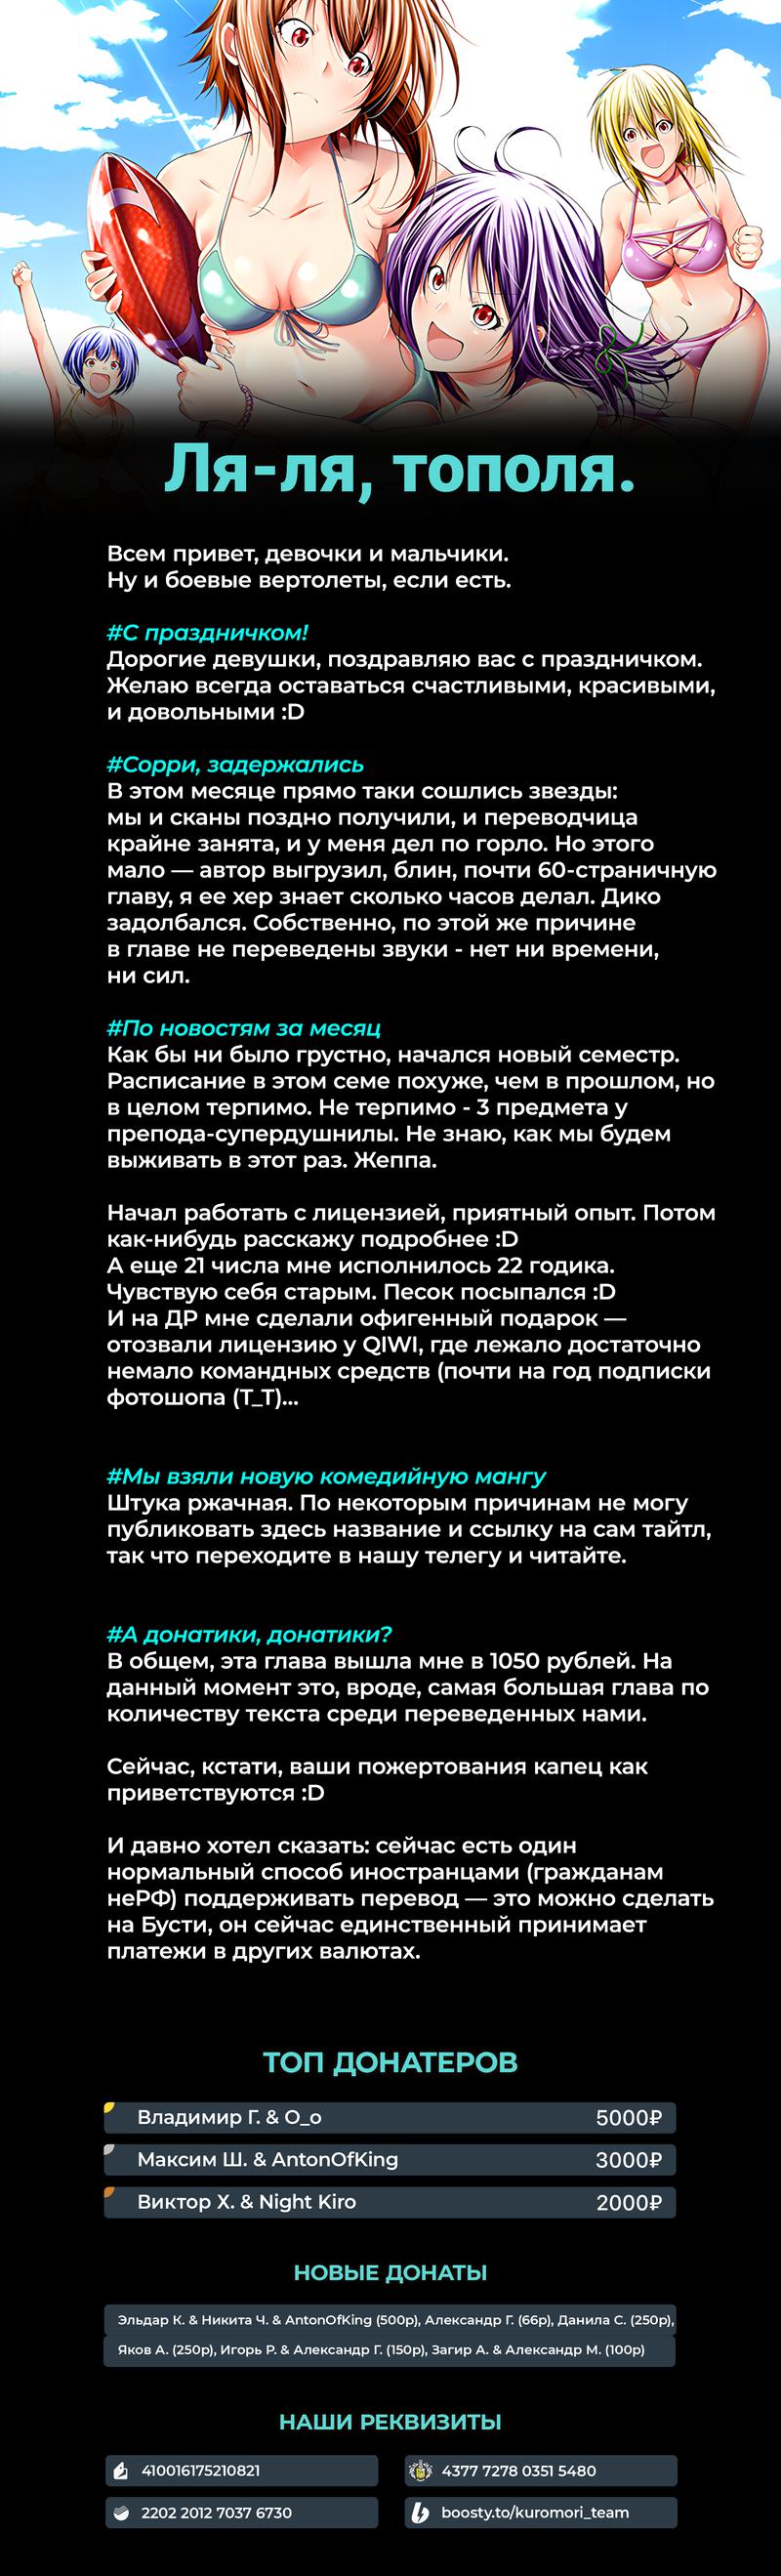 Ля-ля, тополя.
Всем привет, девочки и мальчики.
Ну и боевые вертолеты, если есть.
#С праздничком!
Дорогие девушки, поздравляю вас с праздничком.
Желаю всегда оставаться счастливыми, красивыми,
и довольными :D
#Сорри, задержались
В этом месяце прямо таки сошлись звезды:
мы и сканы поздно получили, и переводчица
крайне занята, и у меня дел по горло. Но этого
мало — автор выгрузил, блин, почти 60-страничную
главу, я ее хер знает сколько часов делал. Дико
задолбался. Собственно, по этой же причине
в главе не переведены звуки - нет ни времени,
ни сил.
#По новостям за месяц
Как бы ни было грустно, начался новый семестр.
Расписание в этом семе похуже, чем в прошлом, но
в целом терпимо. Не терпимо - 3 предмета у
препода-супердушнилы. Не знаю, как мы будем
выживать в этот раз. Жеппа.
Начал работать с лицензией, приятный опыт. Потом
как-нибудь расскажу подробнее :D
А еще 21 числа мне исполнилось 22 годика.
Чувствую себя старым. Песок посыпался :D
И на ДР мне сделали офигенный подарок —
отозвали лицензию у QIWI, где лежало достаточно
немало командных средств (почти на год подписки
фотошопа (T_T)...
#Мы взяли новую комедийную мангу
Штука ржачная. По некоторым причинам не могу
публиковать здесь название и ссылку на сам тайтл,
так что переходите в нашу телегу и читайте.
#А донатики, донатики?
В общем, эта глава вышла мне в 1050 рублей. На
данный момент это, вроде, самая большая глава по
количеству текста среди переведенных нами.
Сейчас, кстати, ваши пожертования капец как
приветствуются :D
И давно хотел сказать: сейчас есть один
нормальный способ иностранцами (гражданам
неРФ) поддерживать перевод — это можно сделать
на Бусти, он сейчас единственный принимает
платежи в других валютах.
ТОП ДОНАТЕРОВ
Владимир Г. & O_o 5000₽
Максим Ш. & AntonOfKing 3000₽
Виктор Х. & Night Kiro 2000₽
НОВЫЕ ДОНАТЫ
Эльдар К. & Никита Ч. & AntonOfKing (500р), Александр Г. (66р), Данила С. (250р),
Яков А. (250р), Игорь Р. & Александр Г. (150р), Загир А. & Александр М. (100р)
НАШИ РЕКВИЗИТЫ
410016175210821 4377 7278 0351 5480
2202 2012 7037 6730 boosty.to/kuromori_team